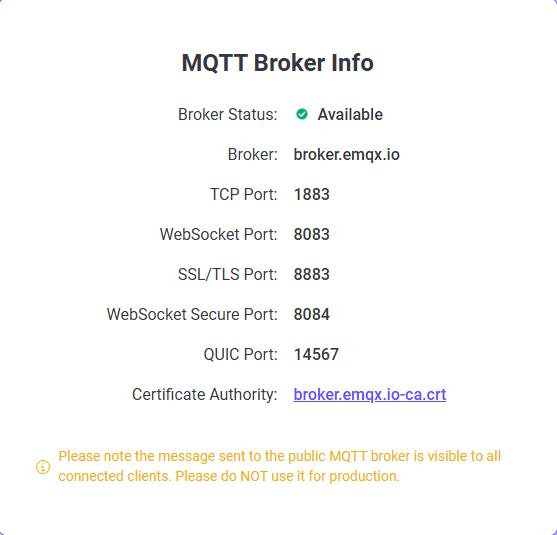 MQTT Broker Info
Broker Status: Available
Broker: broker.emqx.io
TCP Port: 1883
WebSocket Port: 8083
SSL/TLS Port: 8883
WebSocket Secure Port: 8084
QUIC Port: 14567
Certificate Authority: broker.emqx.io-ca.crt
Please note the message sent to the public MQTT broker is visible to all
connected clients. Please do NOT use it for production.